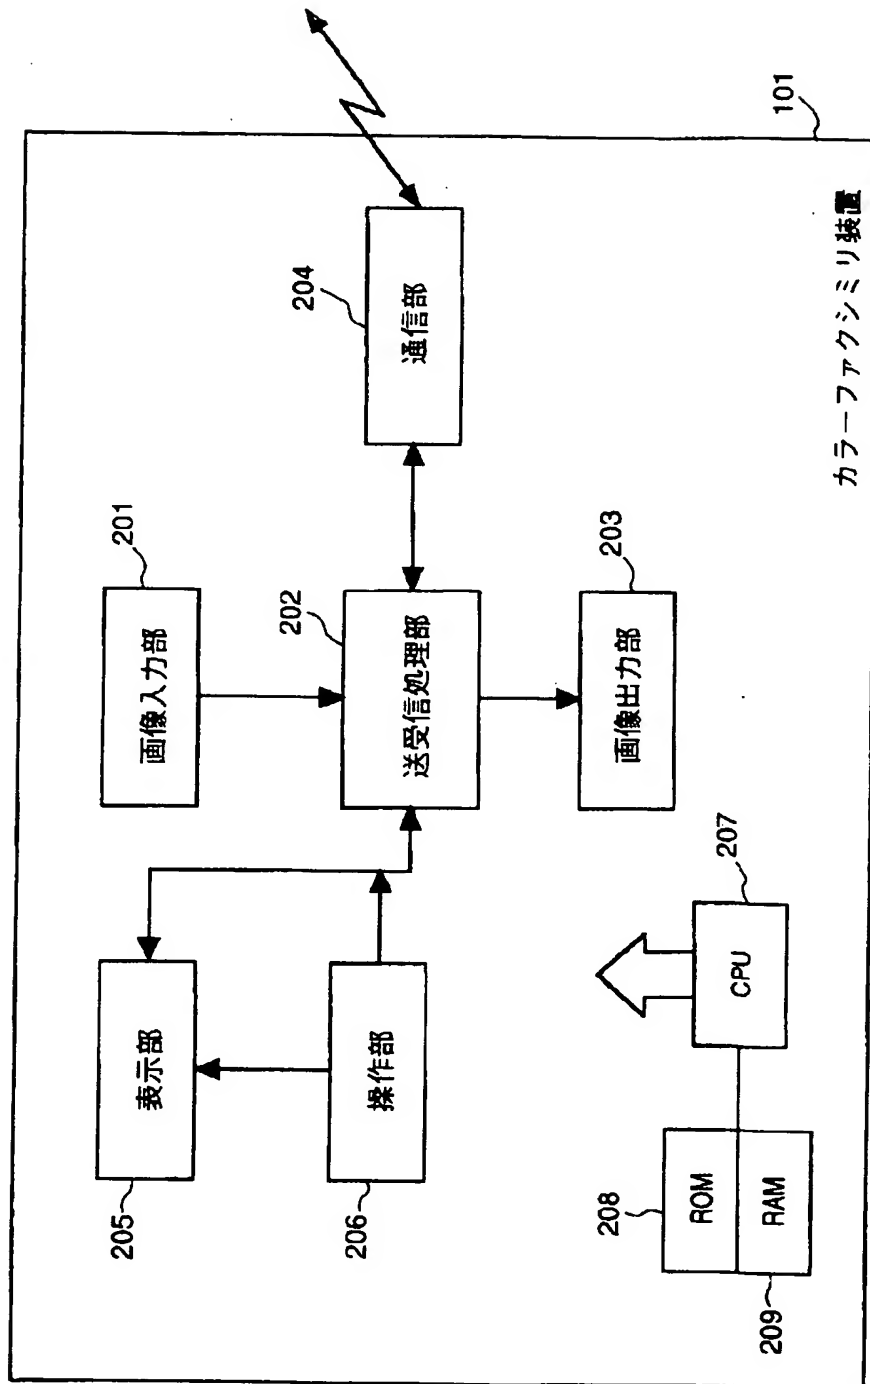 205
表示部
201
画像入力部
206
操作部
202
送受信処理部
204
通信部
203
画像出力部
208
ROM
209
RAM
207
CPU
101
カラーファクシミリ装置